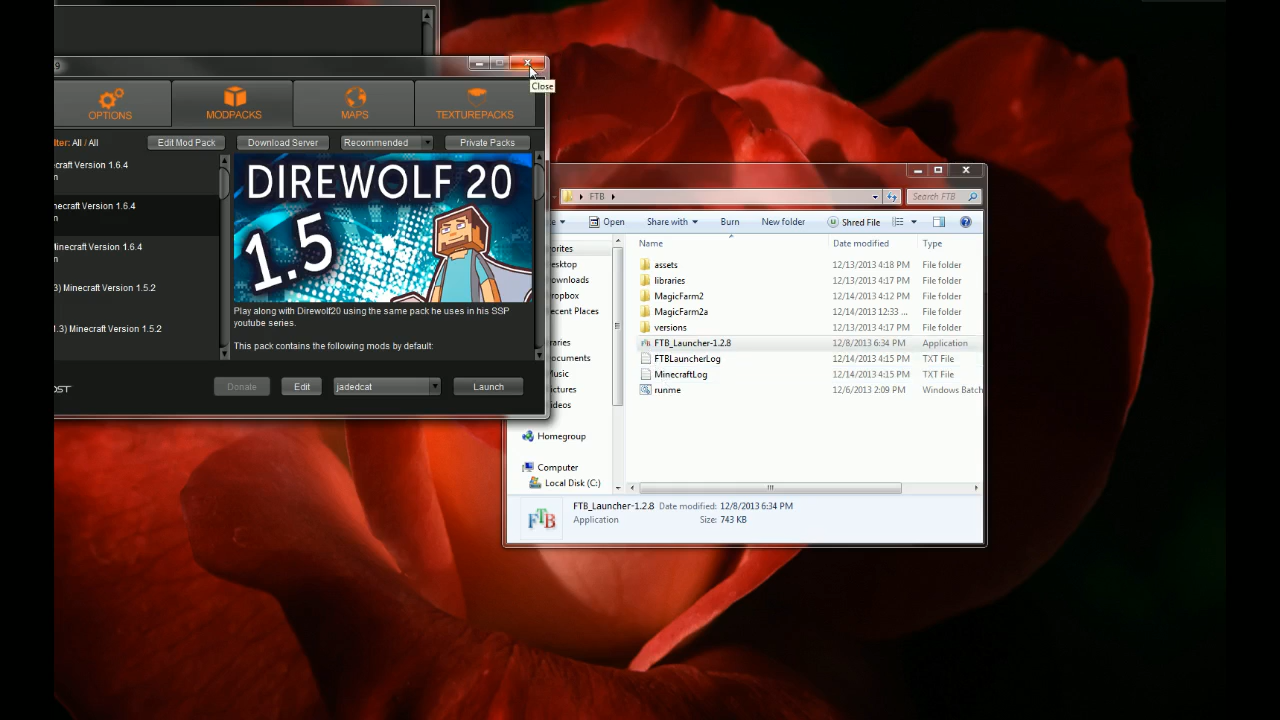 9
Close
OPTIONS
MODPACKS
MAPS
TEXTUREPACKS
lter: All / All
Edit Mod Pack
Download Server
Recommended
Private Packs
ecraft Version 1.6.4
n
necraft Version 1.6.4
n
Minecraft Version 1.6.4
n
3) Minecraft Version 1.5.2
1.3) Minecraft Version 1.5.2
DIREWOLF 20
1.5
Play along with Direwolf20 using the same pack he uses in his SSP
youtube series.
This pack contains the following mods by default:
OST
Donate
Edit
jadedcat
Launch
FTB
Search FTB
e
Open
Share with
Burn
New folder
Shred File
Name
Date modified
Type
vorites
esktop
ownloads
ropbox
ecent Places
raries
ocuments
Music
ictures
ideos
Homegroup
Computer
Local Disk (C:)
assets 12/13/2013 4:18 PM File folder
libraries 12/13/2013 4:17 PM File folder
MagicFarm2 12/14/2013 4:12 PM File folder
MagicFarm2a 12/14/2013 12:33 ... File folder
versions 12/13/2013 4:17 PM File folder
FTB_Launcher-1.2.8 12/8/2013 6:34 PM Application
FTBLauncherLog 12/14/2013 4:15 PM TXT File
MinecraftLog 12/14/2013 4:15 PM TXT File
runme 12/6/2013 2:09 PM Windows Batch
FTB
FTB_Launcher-1.2.8 Date modified: 12/8/2013 6:34 PM
Application Size: 743 KB